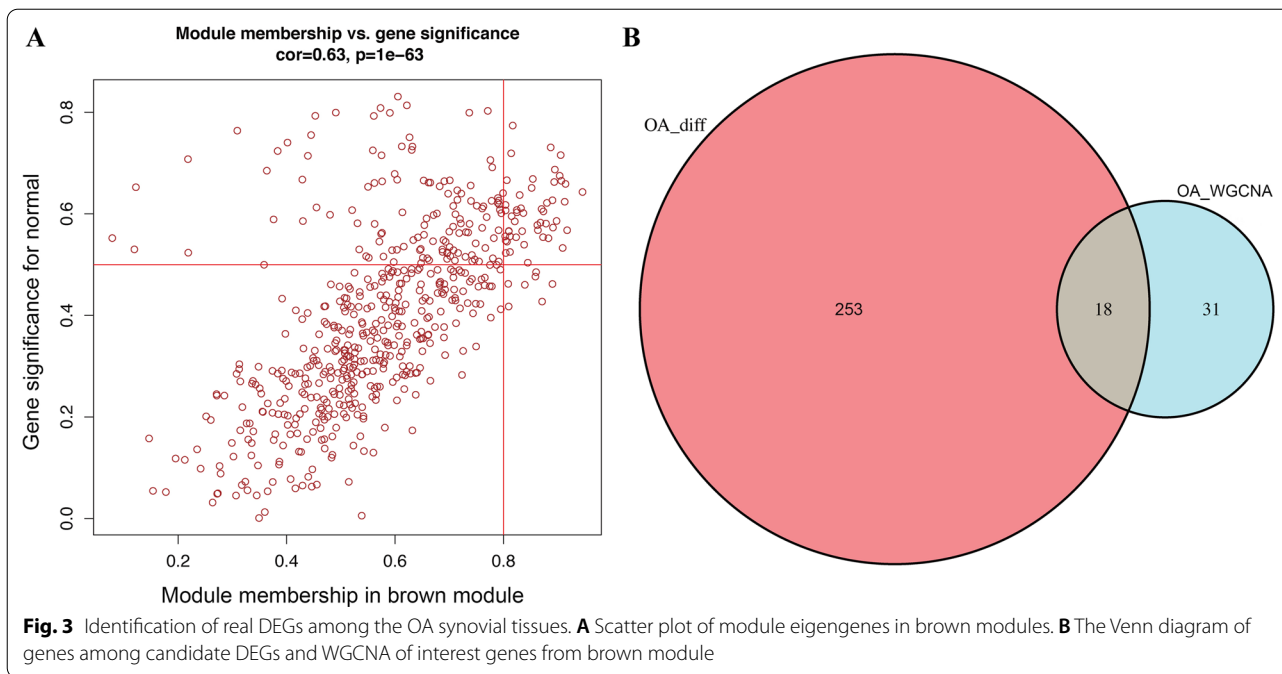 A
Module membership vs. gene significance
cor=0.63, p=1e−63
Gene significance for normal
0.8
0.6
0.4
0.2
0.0
0.2 0.4 0.6 0.8
Module membership in brown module
B
OA_diff
OA_WGCNA
253
18
31
Fig. 3 Identification of real DEGs among the OA synovial tissues. A Scatter plot of module eigengenes in brown modules. B The Venn diagram of
genes among candidate DEGs and WGCNA of interest genes from brown module